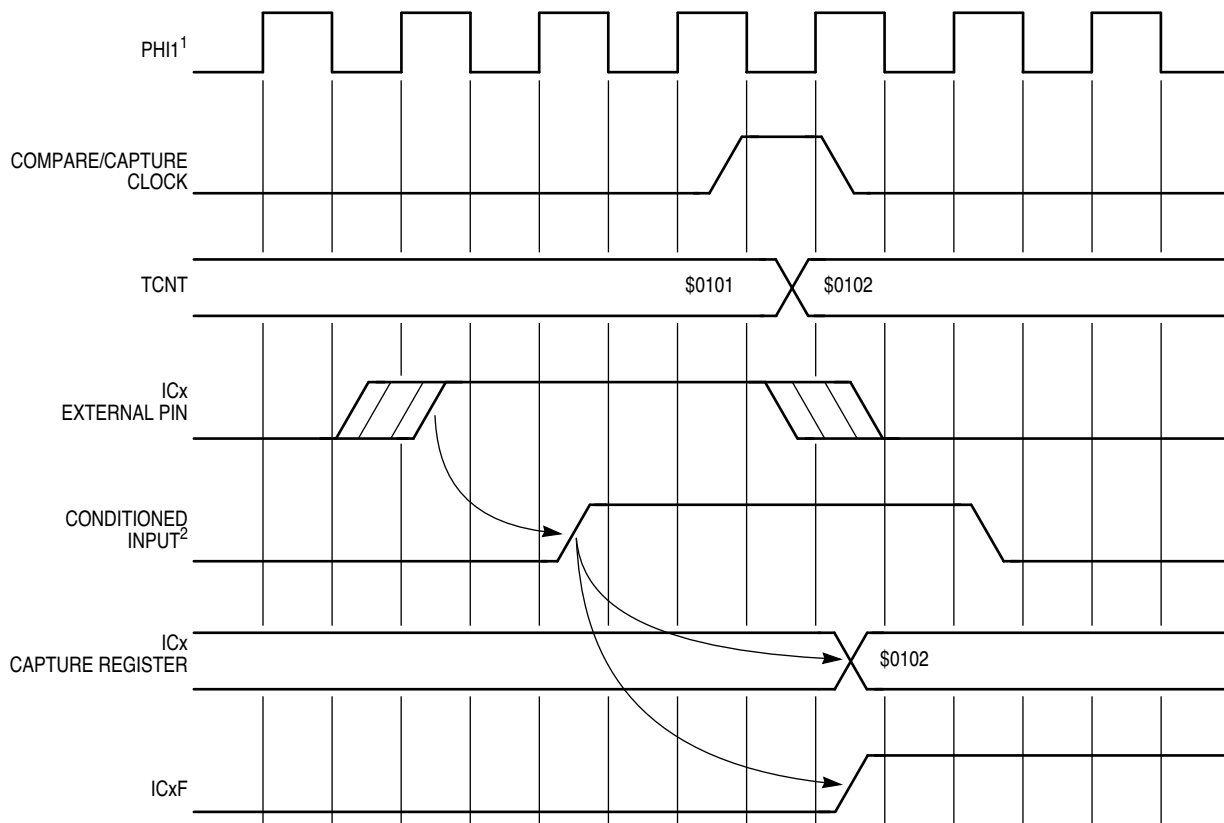 PHI1¹
COMPARE/CAPTURE
CLOCK
TCNT
$0101
$0102
ICx
EXTERNAL PIN
CONDITIONED
INPUT²
ICx
CAPTURE REGISTER
$0102
ICxF